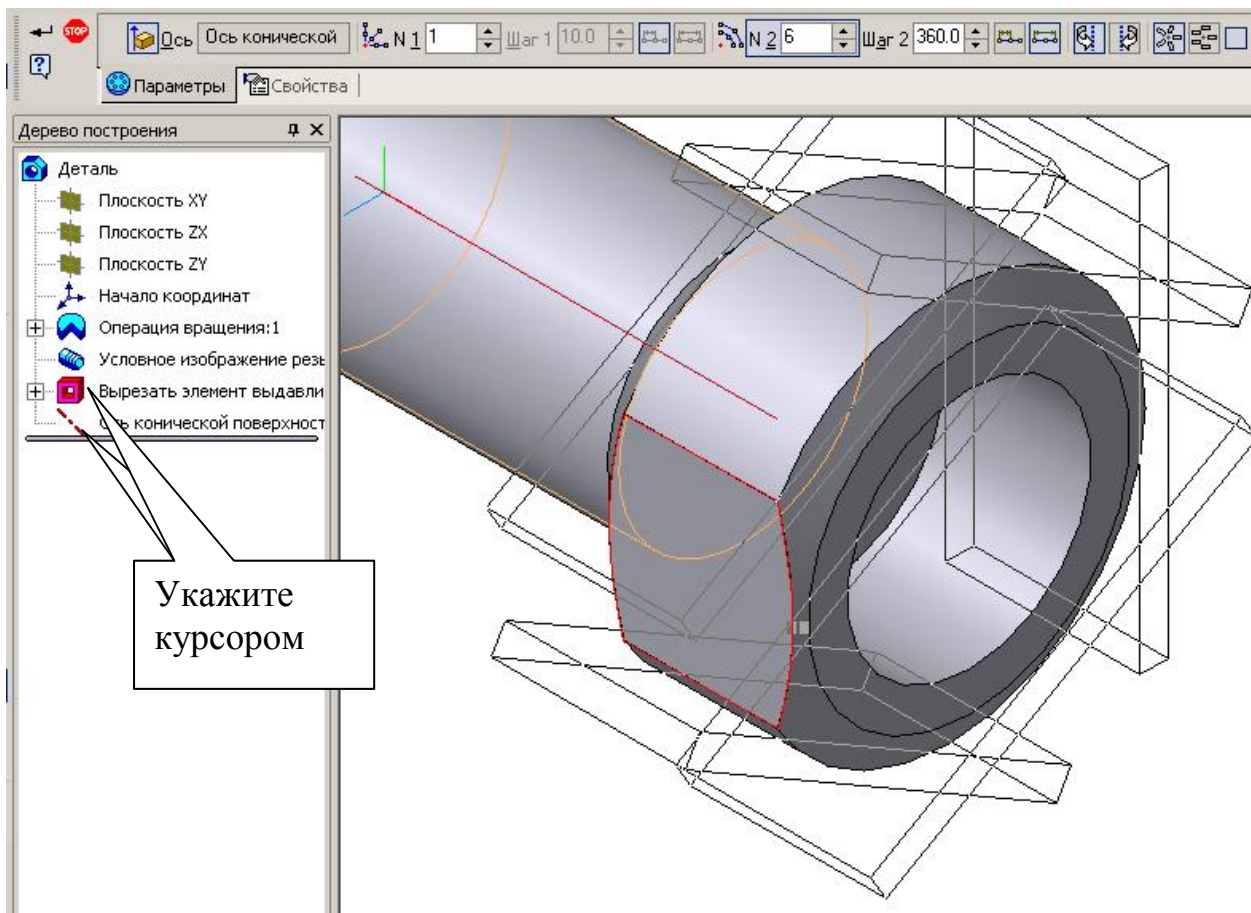 STOP Ось Ось конической N 1 1 Шаг 1 10.0 N 2 6 Шаг 2 360.0
Параметры Свойства
Дерево построения
Деталь
Плоскость XY
Плоскость ZX
Плоскость ZY
Начало координат
Операция вращения:1
Условное изображение резь
Вырезать элемент выдавли
конической поверхност
Укажите
курсором